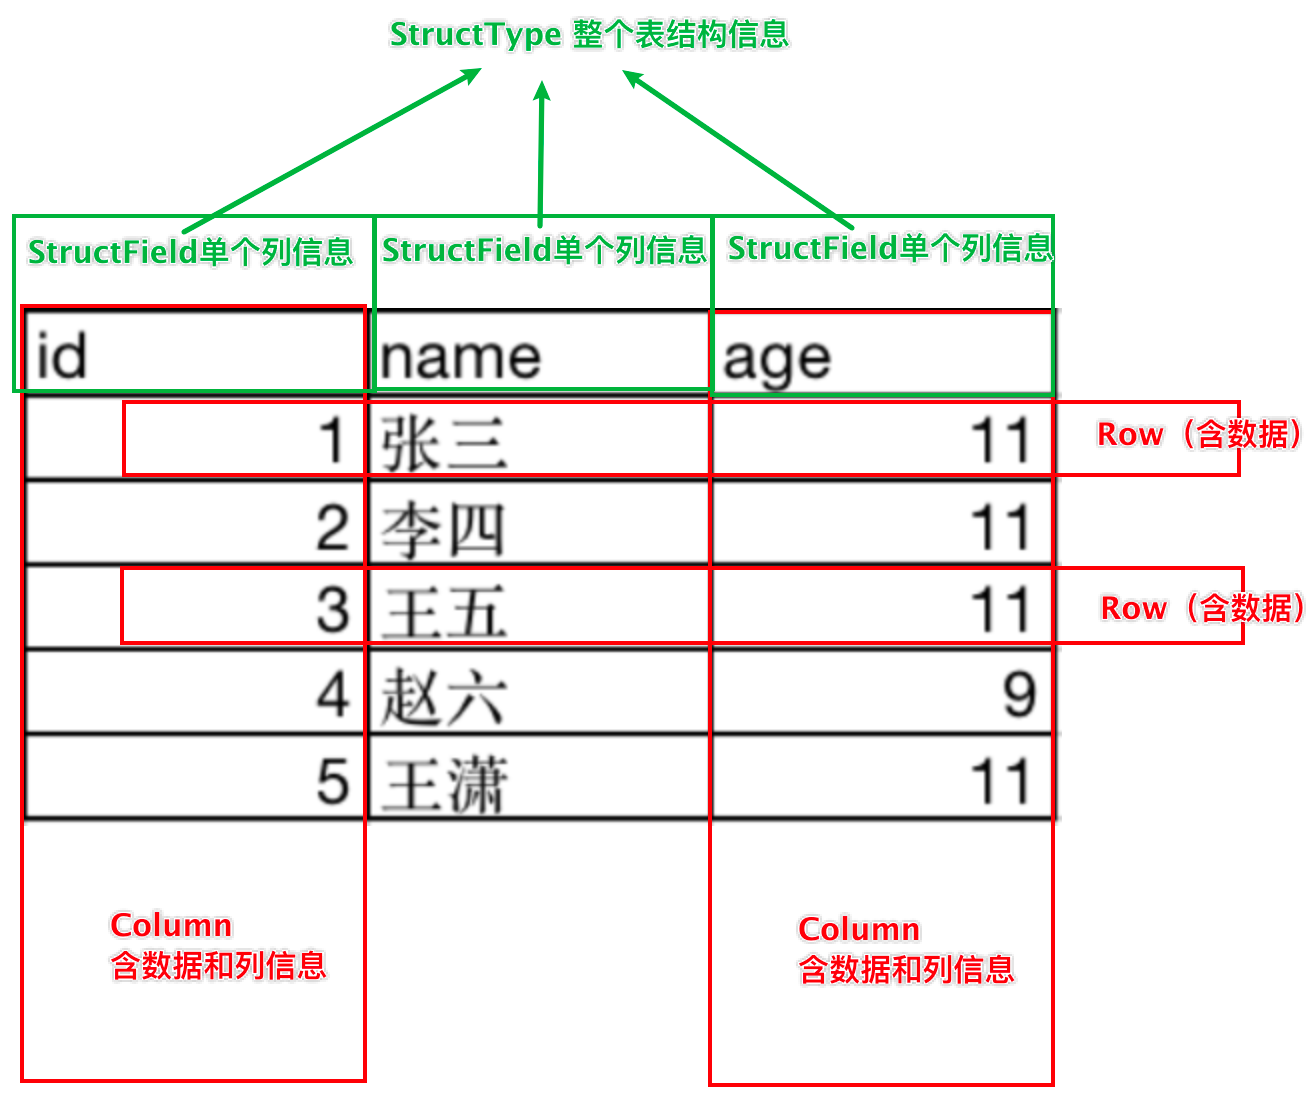 StructType 整个表结构信息
StructField单个列信息
StructField单个列信息
StructField单个列信息
id name age
1 张三 11 Row（含数据）
2 李四 11
3 王五 11 Row（含数据）
4 赵六 9
5 王潇 11
Column
含数据和列信息
Column
含数据和列信息